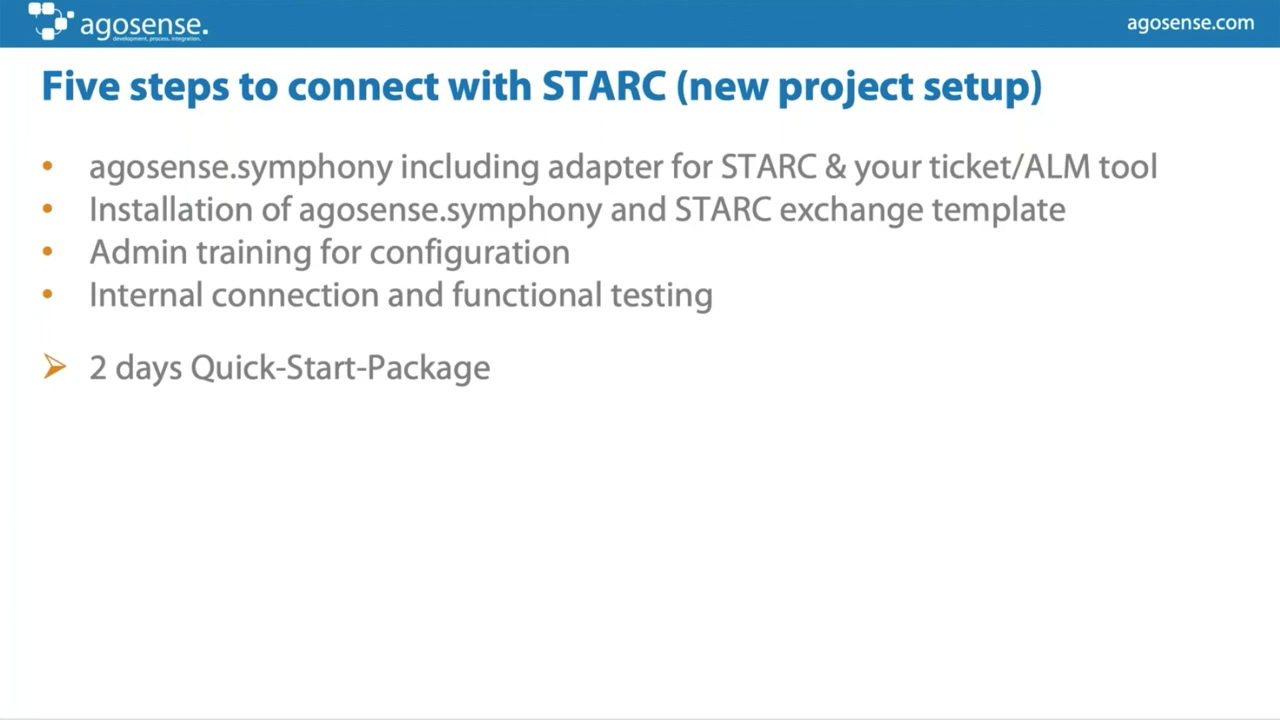 agosense.
development. process. integration.
agosense.com
Five steps to connect with STARC (new project setup)
• agosense.symphony including adapter for STARC & your ticket/ALM tool
• Installation of agosense.symphony and STARC exchange template
• Admin training for configuration
• Internal connection and functional testing
➢ 2 days Quick-Start-Package